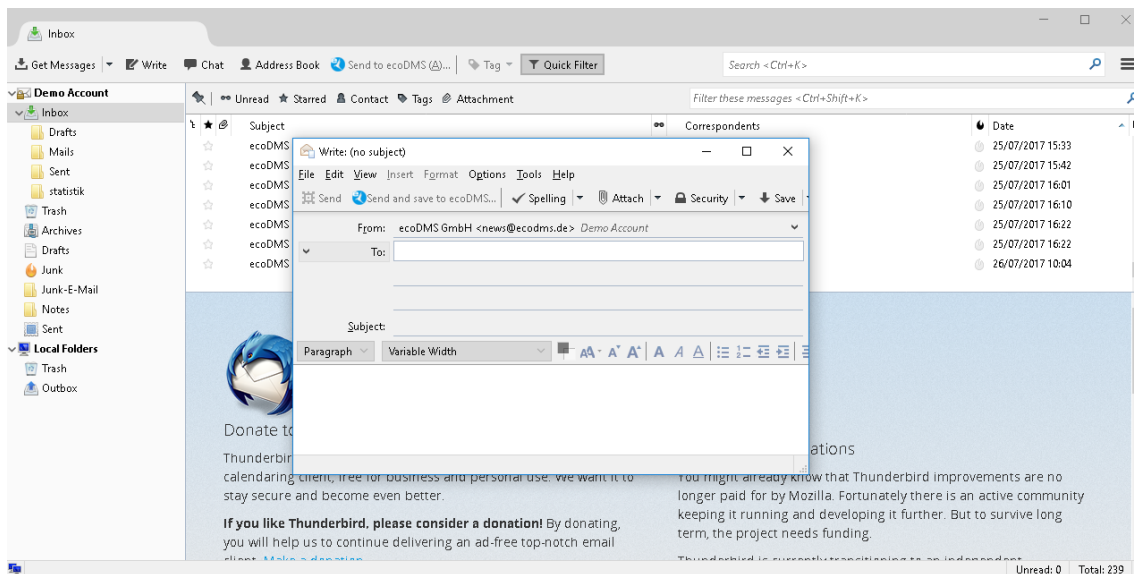 Inbox
Get Messages Write Chat Address Book Send to ecoDMS (A)... Tag Quick Filter Search <Ctrl+K>
Demo Account
Inbox
Drafts
Mails
Sent
statistik
Trash
Archives
Drafts
Junk
Junk-E-Mail
Notes
Sent
Local Folders
Trash
Outbox
Unread Starred Contact Tags Attachment Filter these messages <Ctrl+Shift+K>
Subject Correspondents Date
ecoDMS 25/07/2017 15:33
ecoDMS 25/07/2017 15:42
ecoDMS 25/07/2017 16:01
ecoDMS 25/07/2017 16:10
ecoDMS 25/07/2017 16:22
ecoDMS 25/07/2017 16:22
ecoDMS 26/07/2017 10:04
Write: (no subject)
File Edit View Insert Format Options Tools Help
Send Send and save to ecoDMS... Spelling Attach Security Save
From: ecoDMS GmbH <news@ecodms.de> Demo Account
To:
Subject:
Paragraph Variable Width
Donate to
Thunderbir
calendaring client, free for business and personal use. We want it to
stay secure and become even better.
If you like Thunderbird, please consider a donation! By donating,
you will help us to continue delivering an ad-free top-notch email
client. Make a donation
ations
You might already know that Thunderbird improvements are no
longer paid for by Mozilla. Fortunately there is an active community
keeping it running and developing it further. But to survive long
term, the project needs funding.
Thunderbird is currently transitioning to an independent
Unread: 0 Total: 239